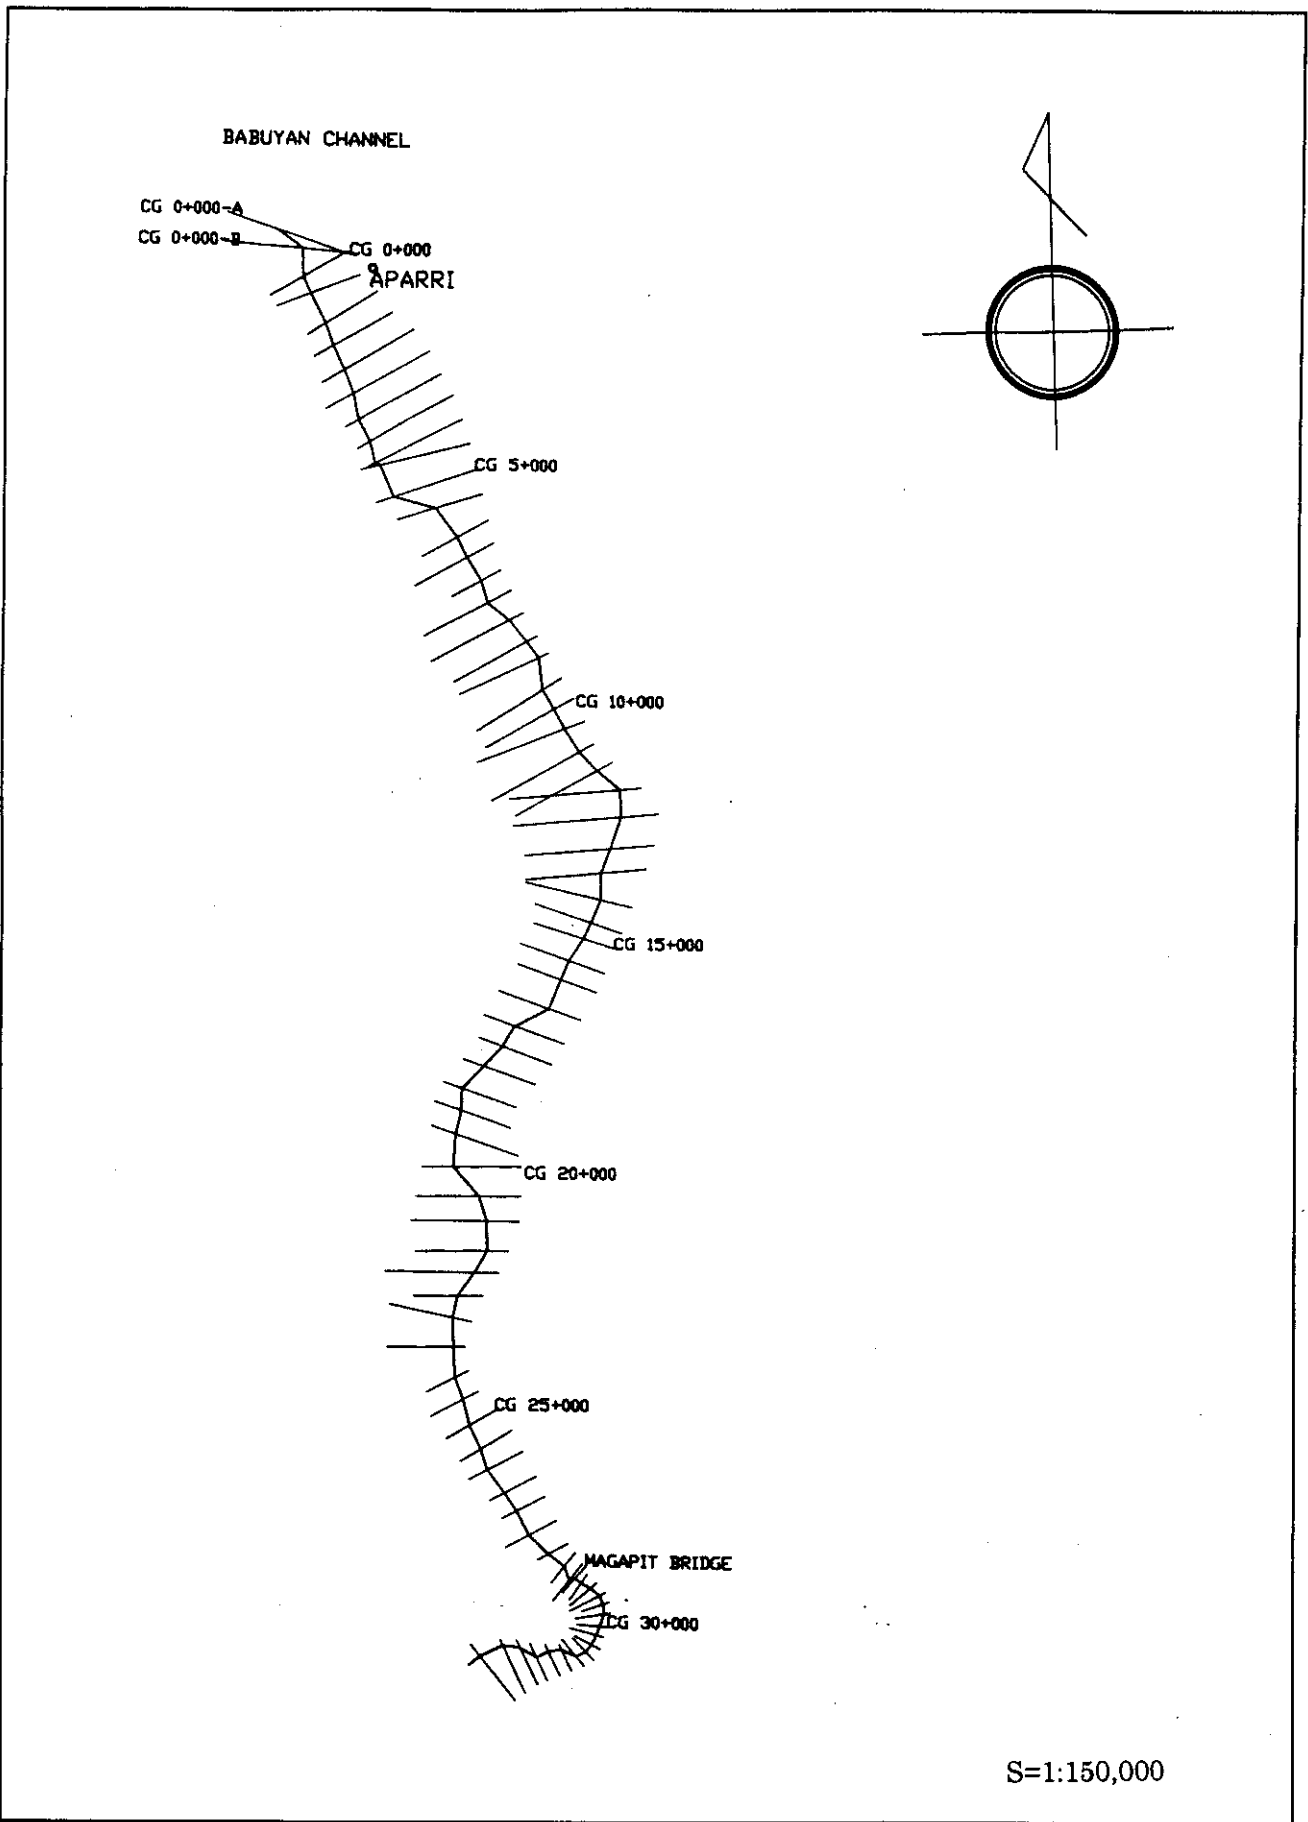 BABUYAN CHANNEL
CG 0+000-A
CG 0+000-B
CG 0+000
APARRI
CG 5+000
CG 10+000
CG 15+000
CG 20+000
CG 25+000
MAGAPIT BRIDGE
CG 30+000
S=1:150,000